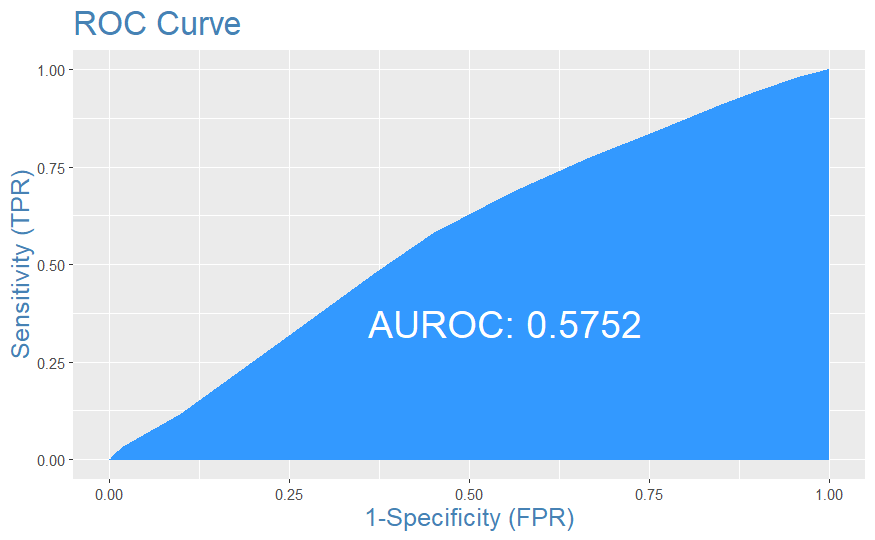 ROC Curve
1.00
0.75
0.50
0.25
0.00
Sensitivity (TPR)
AUROC: 0.5752
0.00 0.25 0.50 0.75 1.00
1-Specificity (FPR)